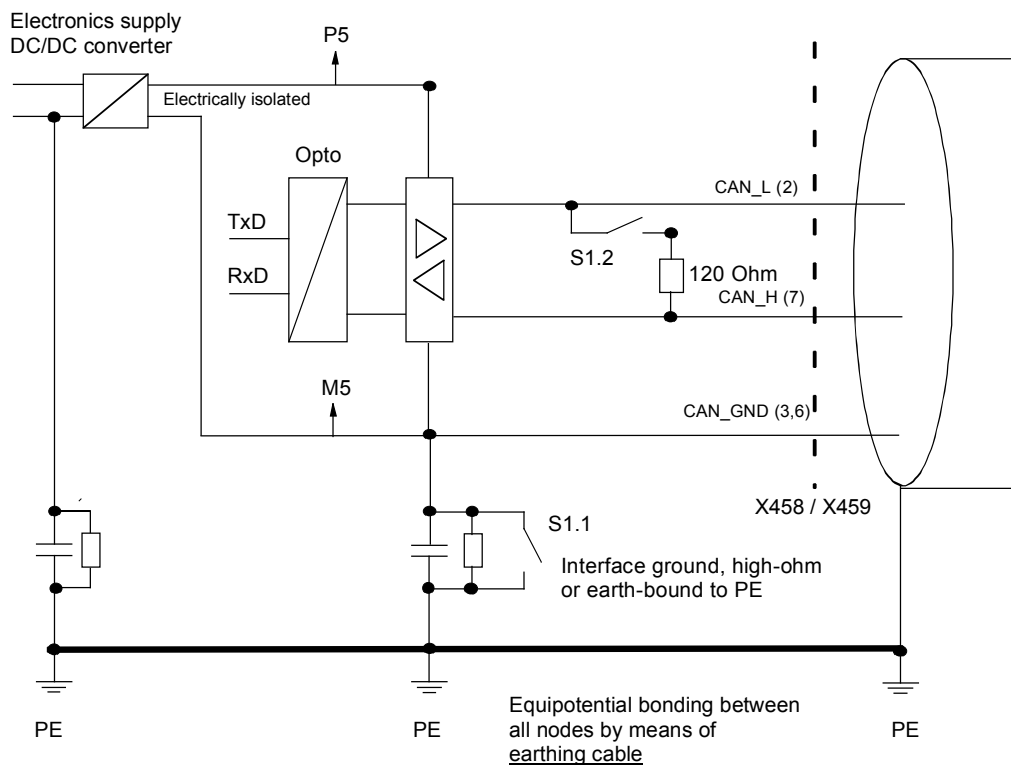 Electronics supply
DC/DC converter
P5
Electrically isolated
Opto
CAN_L (2)
TxD
S1.2
RxD
120 Ohm
CAN_H (7)
M5
CAN_GND (3,6)
X458 / X459
S1.1
Interface ground, high-ohm
or earth-bound to PE
Equipotential bonding between
all nodes by means of
earthing cable
PE
PE
PE